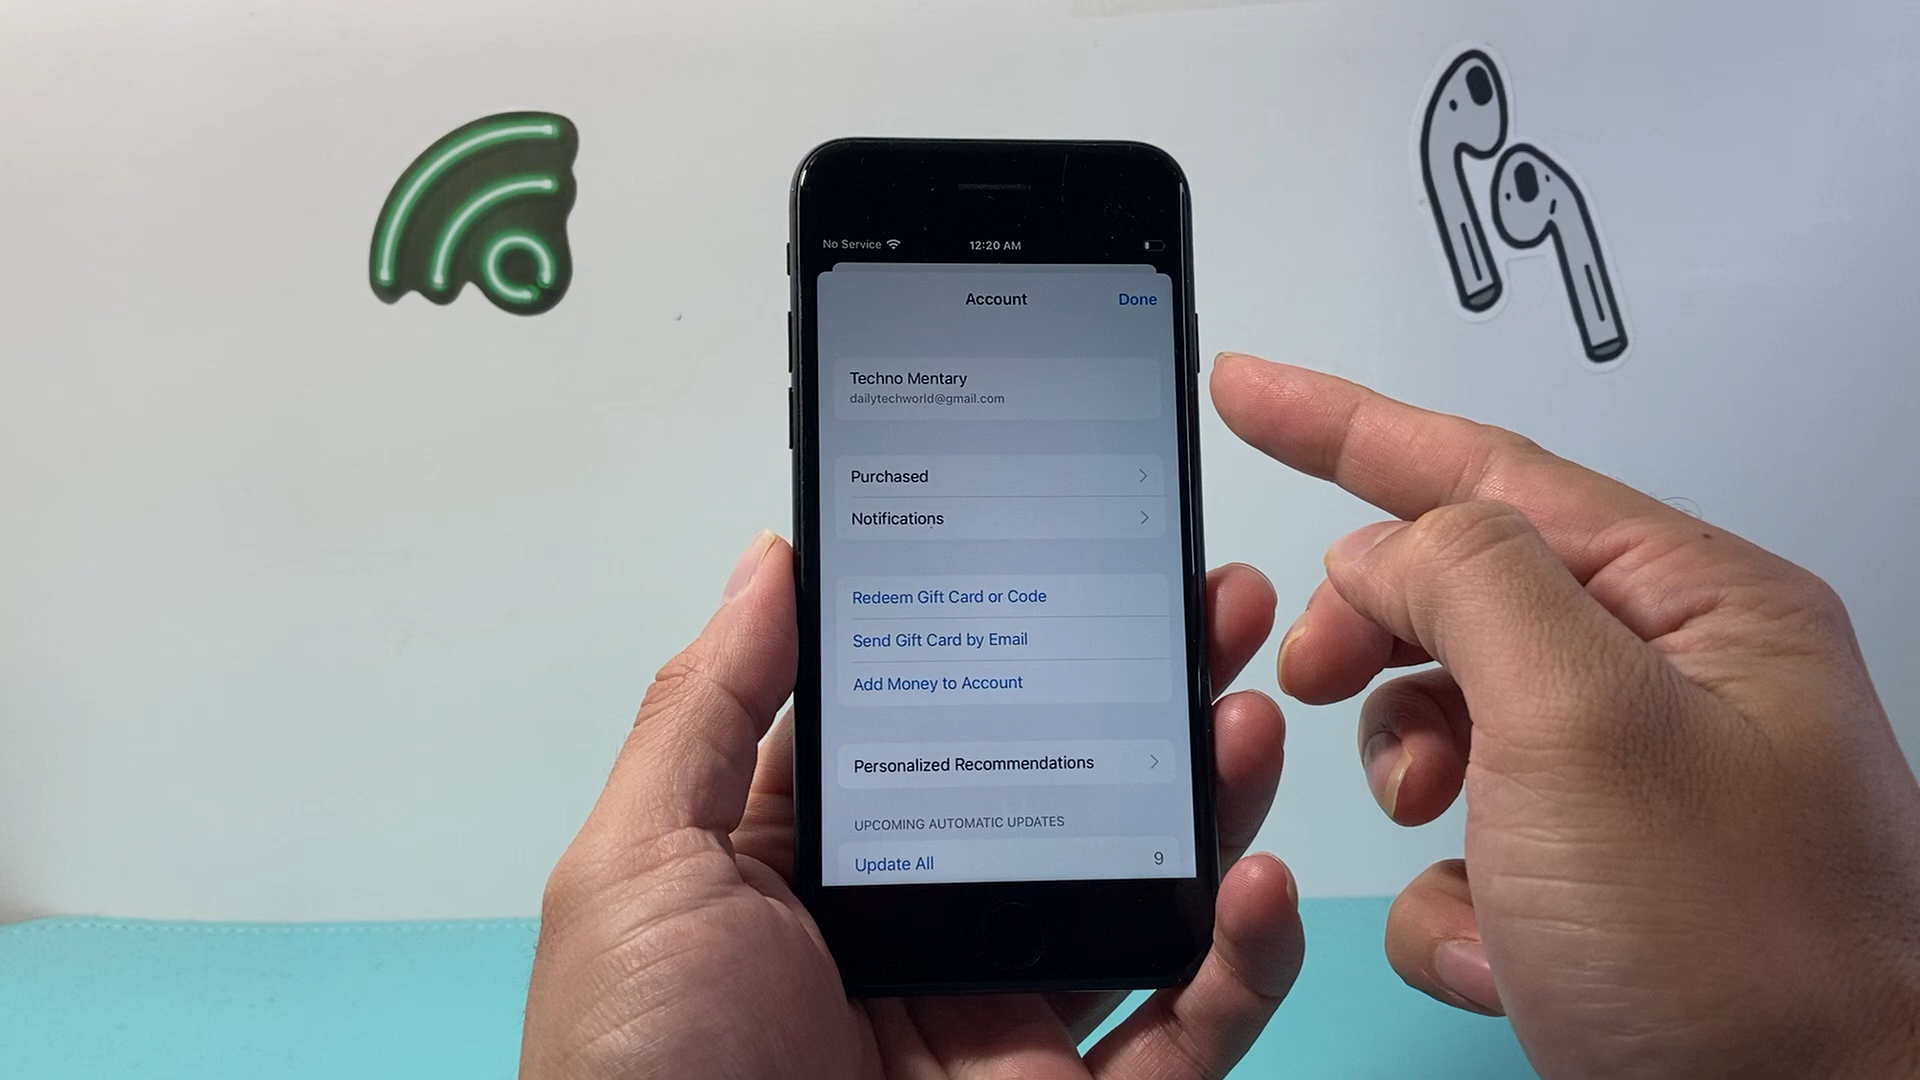 No Service
12:20 AM
Account
Done
Techno Mentary
dailytechworld@gmail.com
Purchased
Notifications
Redeem Gift Card or Code
Send Gift Card by Email
Add Money to Account
Personalized Recommendations
UPCOMING AUTOMATIC UPDATES
Update All
9